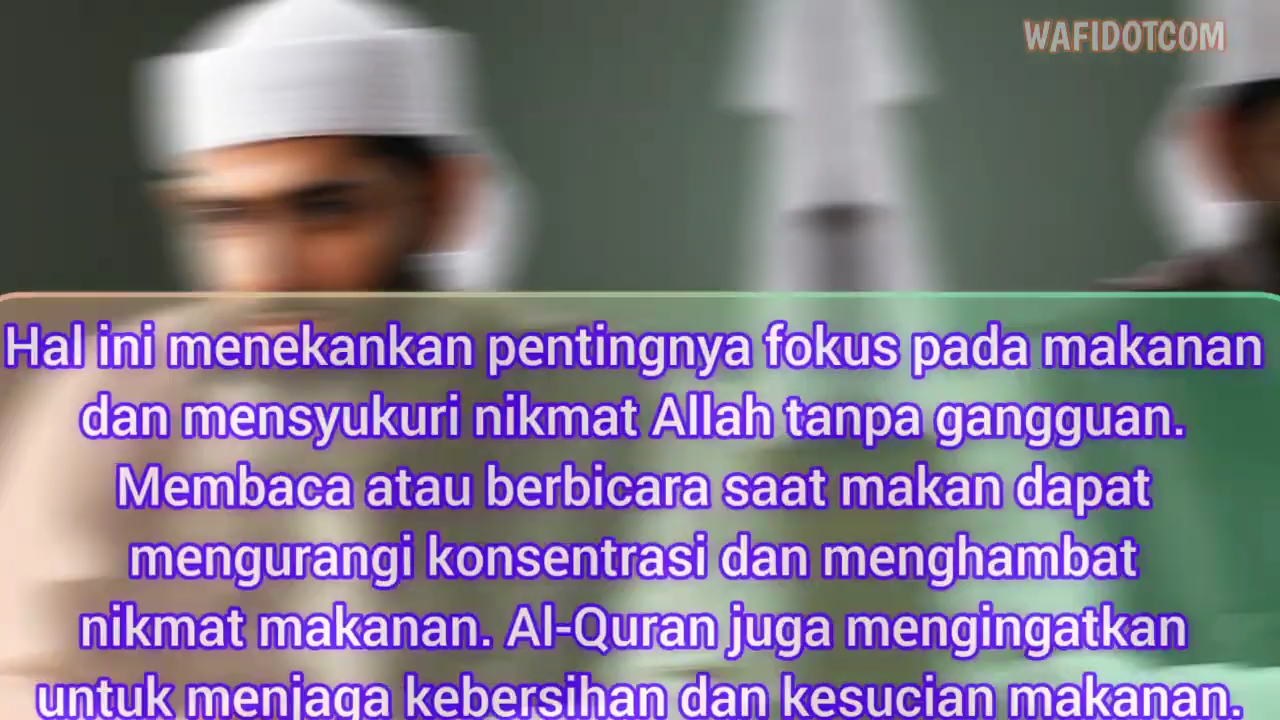 WAFIDOTCOM
Hal ini menekankan pentingnya fokus pada makanan
dan mensyukuri nikmat Allah tanpa gangguan.
Membaca atau berbicara saat makan dapat
mengurangi konsentrasi dan menghambat
nikmat makanan. Al-Quran juga mengingatkan
untuk menjaga kebersihan dan kesucian makanan.